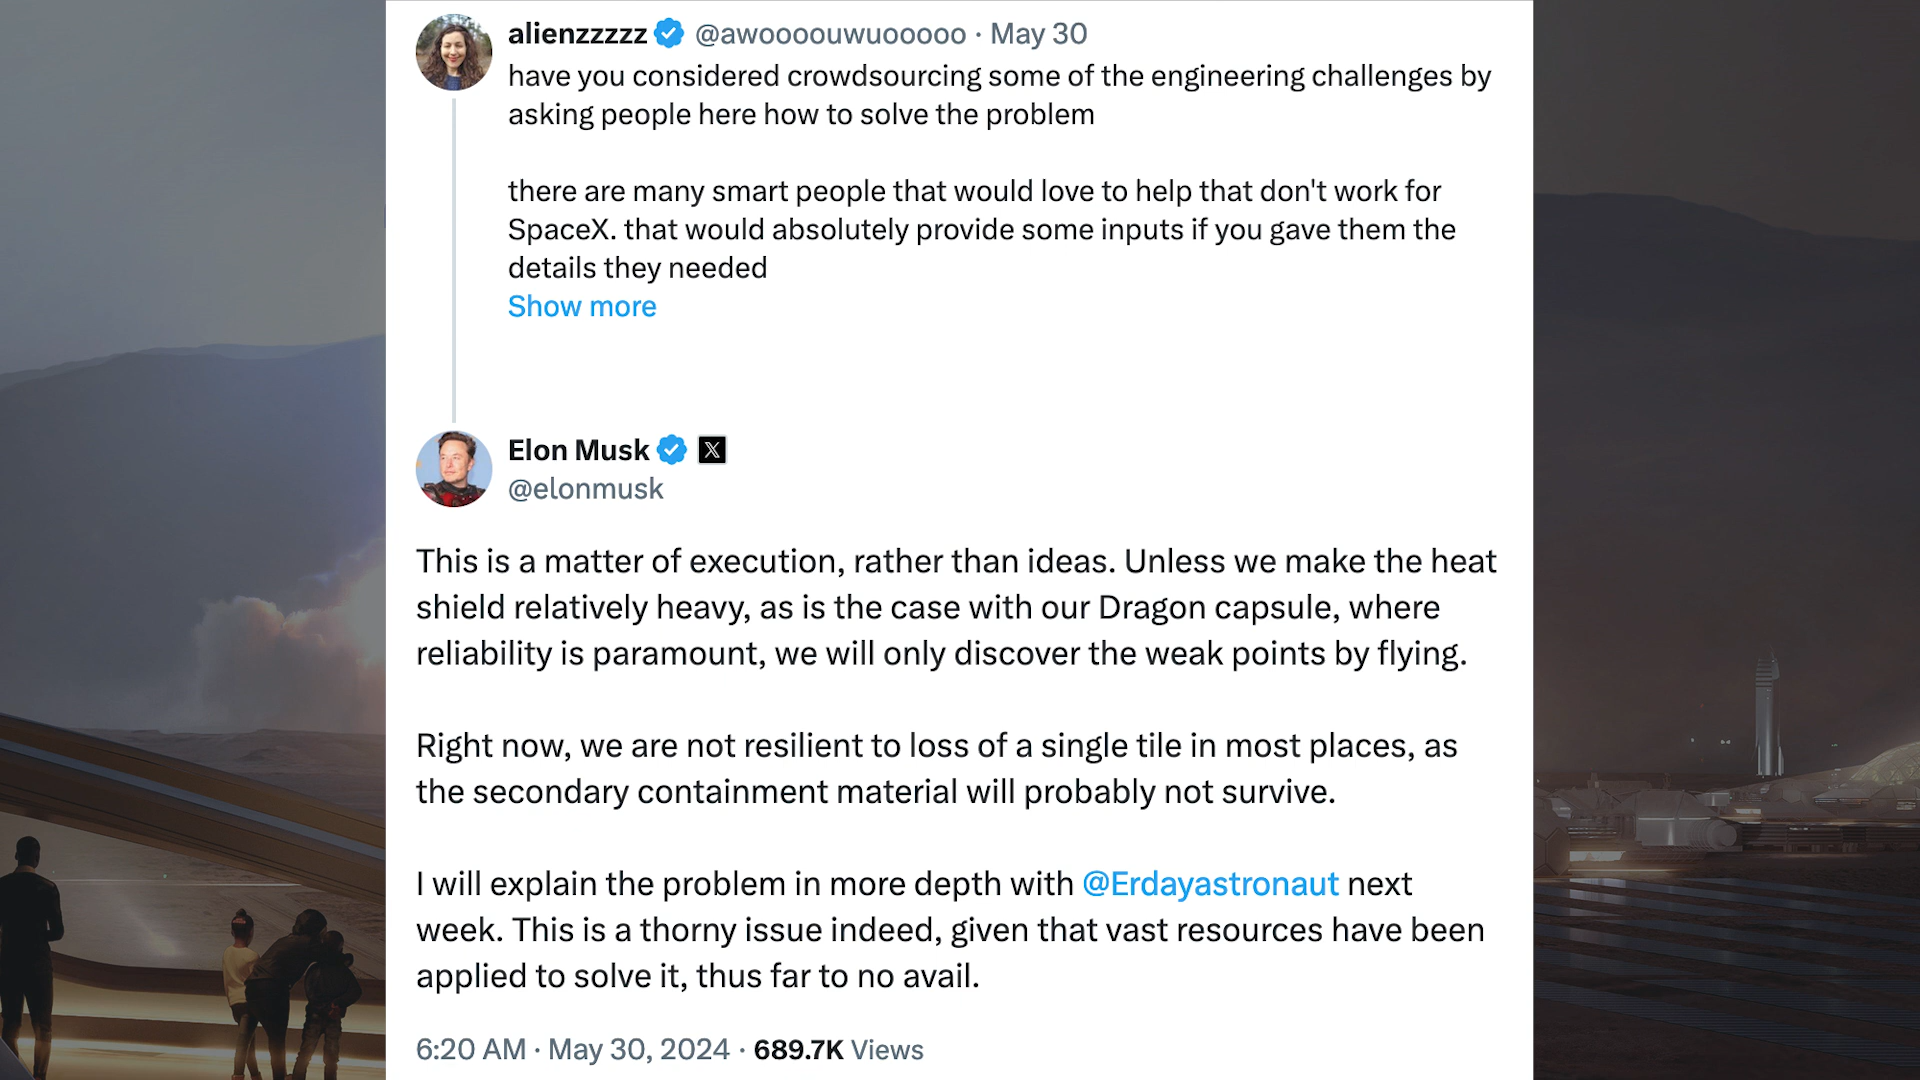 alienzzzzz @awoooouwuooooo · May 30
have you considered crowdsourcing some of the engineering challenges by
asking people here how to solve the problem
there are many smart people that would love to help that don't work for
SpaceX. that would absolutely provide some inputs if you gave them the
details they needed
Show more
Elon Musk X
@elonmusk
This is a matter of execution, rather than ideas. Unless we make the heat
shield relatively heavy, as is the case with our Dragon capsule, where
reliability is paramount, we will only discover the weak points by flying.
Right now, we are not resilient to loss of a single tile in most places, as
the secondary containment material will probably not survive.
I will explain the problem in more depth with @Erdayastronaut next
week. This is a thorny issue indeed, given that vast resources have been
applied to solve it, thus far to no avail.
6:20 AM · May 30, 2024 · 689.7K Views